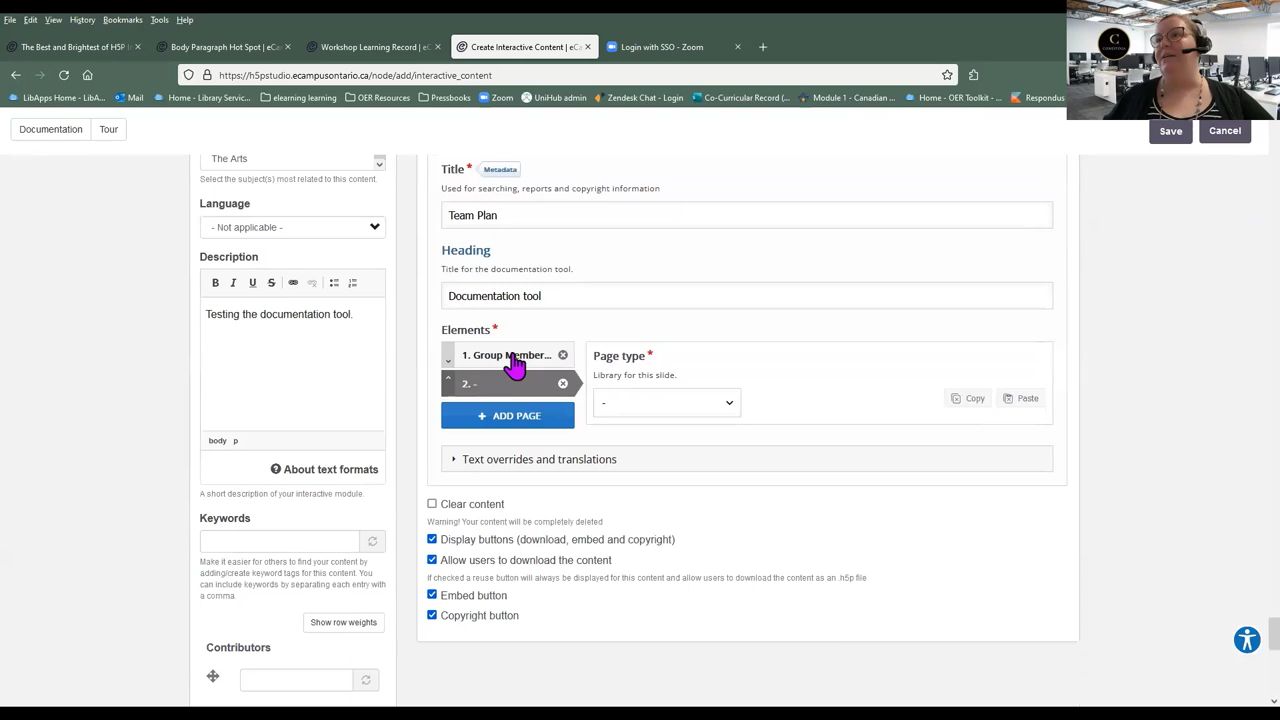 File Edit View History Bookmarks Tools Help
The Best and Brightest of H5P I
Body Paragraph Hot Spot | eCa
Workshop Learning Record | eC
Create Interactive Content | eCa
Login with SSO - Zoom
https://h5pstudio.ecampusontario.ca/node/add/interactive_content
LibApps Home - LibA...
Mail
Home - Library Servic...
elearning learning
OER Resources
Pressbooks
Zoom
UniHub admin
Zendesk Chat - Login
Co-Curricular Record (...
Module 1 - Canadian ...
Home - OER Toolkit - ...
Respondus
C
CONESTOGA
Documentation
Tour
Save
Cancel
The Arts
Select the subject(s) most related to this content.
Language
- Not applicable -
Description
B I U S
Testing the documentation tool.
body p
About text formats
A short description of your interactive module.
Keywords
Make it easier for others to find your content by
adding/create keyword tags for this content. You
can include keywords by separating each entry with
a comma.
Show row weights
Contributors
Title * Metadata
Used for searching, reports and copyright information
Team Plan
Heading
Title for the documentation tool.
Documentation tool
Elements *
1. Group Member...
2. -
+ ADD PAGE
Page type *
Library for this slide.
-
Copy
Paste
Text overrides and translations
Clear content
Warning! Your content will be completely deleted
Display buttons (download, embed and copyright)
Allow users to download the content
If checked a reuse button will always be displayed for this content and allow users to download the content as an .h5p file
Embed button
Copyright button